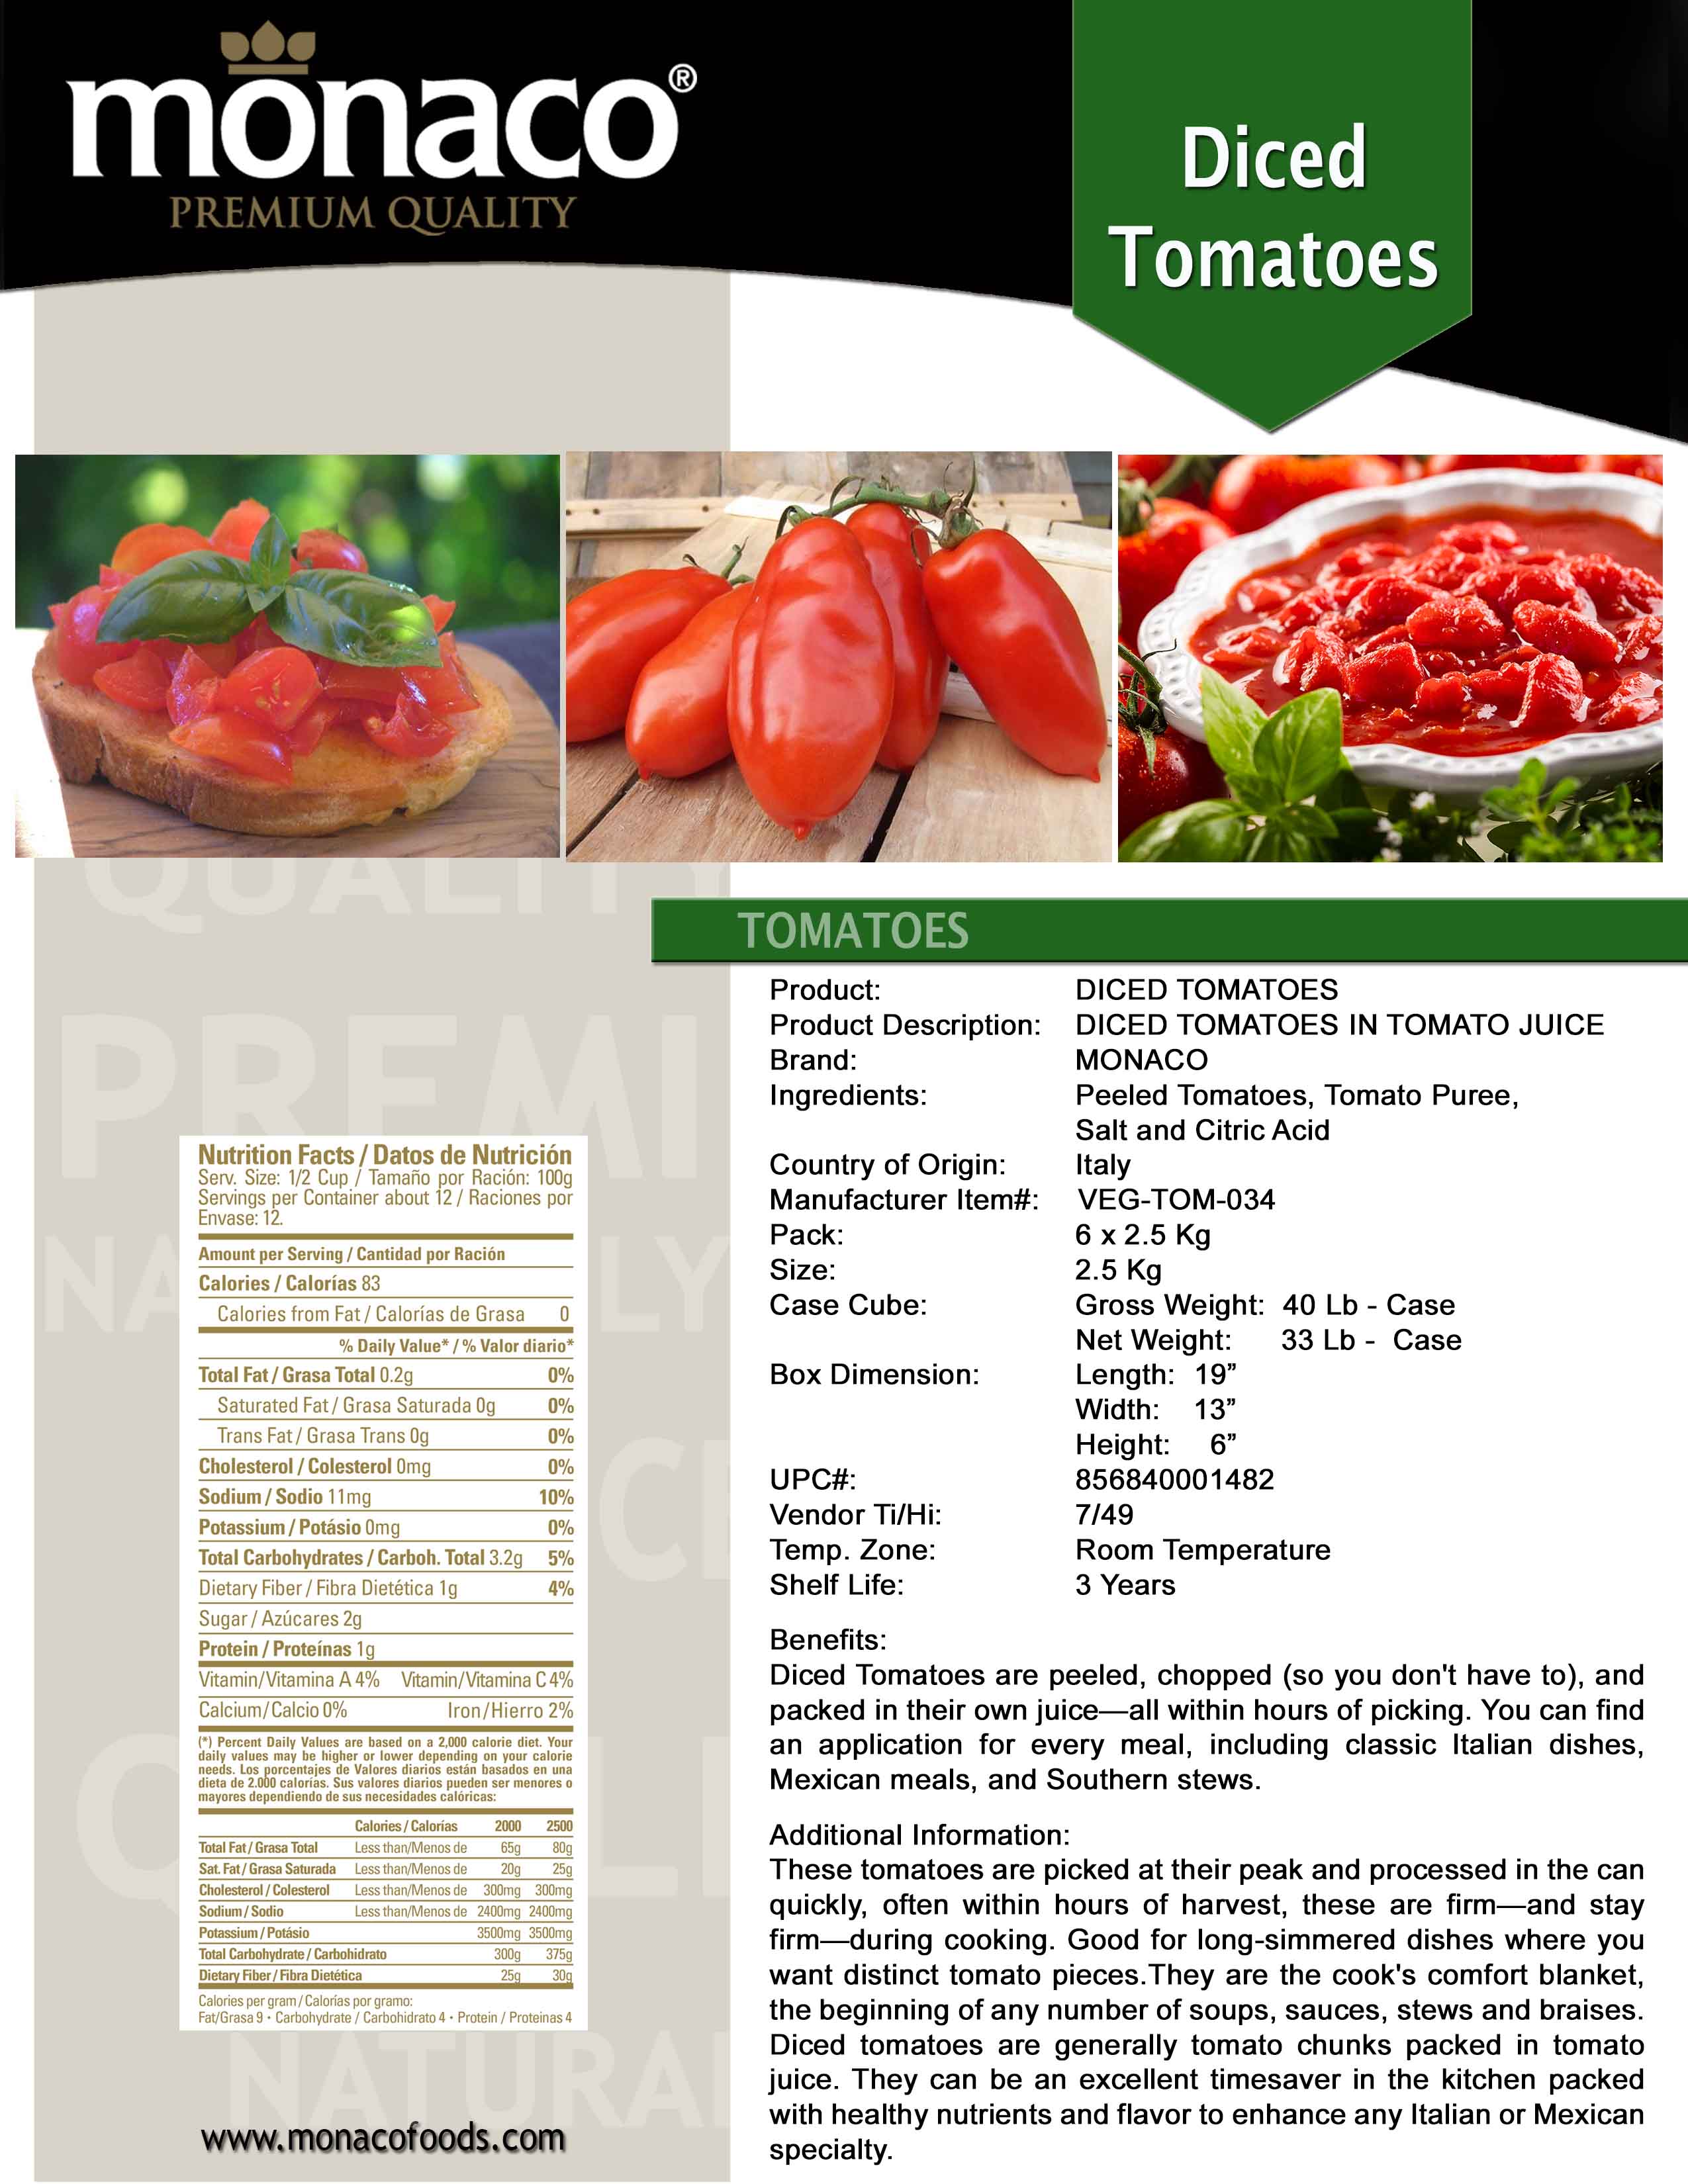 monaco®
PREMIUM QUALITY
Diced
Tomatoes
QUALITY
TOMATOES
PREMI
NA LY
CE
NATURAL
Nutrition Facts / Datos de Nutrición
Serv. Size: 1/2 Cup / Tamaño por Ración: 100g
Servings per Container about 12 / Raciones por
Envase: 12.
Amount per Serving / Cantidad por Ración
Calories / Calorías 83
Calories from Fat / Calorías de Grasa 0
% Daily Value* / % Valor diario*
Total Fat / Grasa Total 0.2g 0%
Saturated Fat / Grasa Saturada 0g 0%
Trans Fat / Grasa Trans 0g 0%
Cholesterol / Colesterol 0mg 0%
Sodium / Sodio 11mg 10%
Potassium / Potásio 0mg 0%
Total Carbohydrates / Carboh. Total 3.2g 5%
Dietary Fiber / Fibra Dietética 1g 4%
Sugar / Azúcares 2g
Protein / Proteínas 1g
Vitamin/Vitamina A 4% Vitamin/Vitamina C 4%
Calcium/Calcio 0% Iron/Hierro 2%
(*) Percent Daily Values are based on a 2,000 calorie diet. Your
daily values may be higher or lower depending on your calorie
needs. Los porcentajes de Valores diarios están basados en una
dieta de 2.000 calorías. Sus valores diarios pueden ser menores o
mayores dependiendo de sus necesidades calóricas:
Calories / Calorías 2000 2500
Total Fat / Grasa Total Less than/Menos de 65g 80g
Sat. Fat / Grasa Saturada Less than/Menos de 20g 25g
Cholesterol / Colesterol Less than/Menos de 300mg 300mg
Sodium / Sodio Less than/Menos de 2400mg 2400mg
Potassium / Potásio 3500mg 3500mg
Total Carbohydrate / Carbohidrato 300g 375g
Dietary Fiber / Fibra Dietética 25g 30g
Calories per gram / Calorías por gramo:
Fat/Grasa 9 • Carbohydrate / Carbohidrato 4 • Protein / Proteinas 4
www.monacofoods.com
Product: DICED TOMATOES
Product Description: DICED TOMATOES IN TOMATO JUICE
Brand: MONACO
Ingredients: Peeled Tomatoes, Tomato Puree,
Salt and Citric Acid
Country of Origin: Italy
Manufacturer Item#: VEG-TOM-034
Pack: 6 x 2.5 Kg
Size: 2.5 Kg
Case Cube: Gross Weight: 40 Lb - Case
Net Weight: 33 Lb - Case
Box Dimension: Length: 19”
Width: 13”
Height: 6”
UPC#: 856840001482
Vendor Ti/Hi: 7/49
Temp. Zone: Room Temperature
Shelf Life: 3 Years
Benefits:
Diced Tomatoes are peeled, chopped (so you don't have to), and
packed in their own juice—all within hours of picking. You can find
an application for every meal, including classic Italian dishes,
Mexican meals, and Southern stews.
Additional Information:
These tomatoes are picked at their peak and processed in the can
quickly, often within hours of harvest, these are firm—and stay
firm—during cooking. Good for long-simmered dishes where you
want distinct tomato pieces.They are the cook's comfort blanket,
the beginning of any number of soups, sauces, stews and braises.
Diced tomatoes are generally tomato chunks packed in tomato
juice. They can be an excellent timesaver in the kitchen packed
with healthy nutrients and flavor to enhance any Italian or Mexican
specialty.